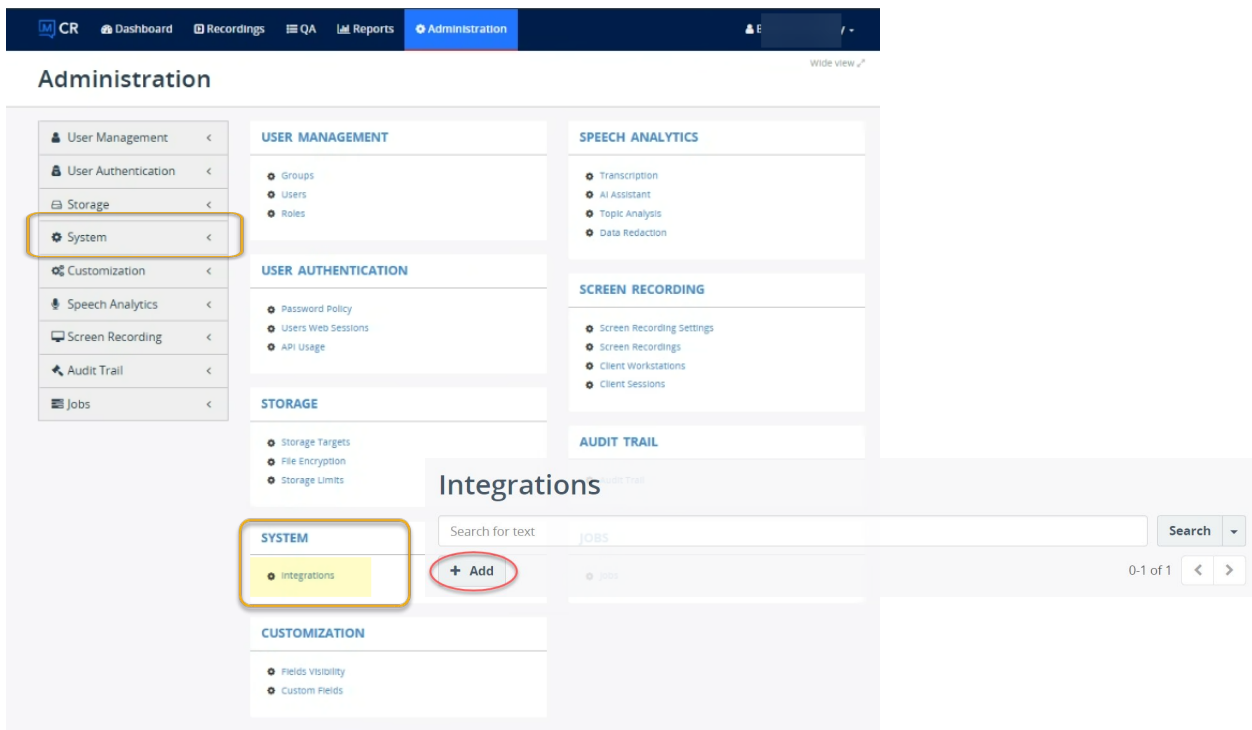 CR Dashboard Recordings QA Reports Administration
Wide view
Administration
User Management
User Authentication
Storage
System
Customization
Speech Analytics
Screen Recording
Audit Trail
Jobs
USER MANAGEMENT
Groups
Users
Roles
USER AUTHENTICATION
Password Policy
Users Web Sessions
API Usage
STORAGE
Storage Targets
File Encryption
Storage Limits
SYSTEM
Integrations
CUSTOMIZATION
Fields Visibility
Custom Fields
SPEECH ANALYTICS
Transcription
AI Assistant
Topic Analysis
Data Redaction
SCREEN RECORDING
Screen Recording Settings
Screen Recordings
Client Workstations
Client Sessions
AUDIT TRAIL
Audit Trail
JOBS
Jobs
Integrations
Search for text
Search
+ Add
0-1 of 1